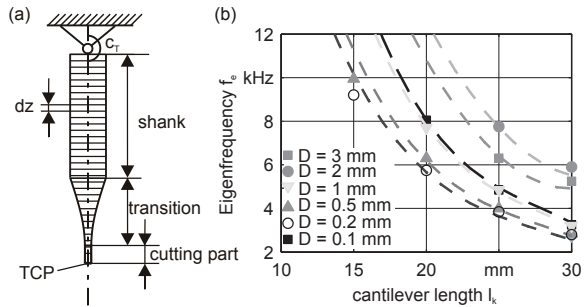 (a)
c_T
dz
shank
transition
cutting part
TCP
(b)
Eigenfrequency f_e
12
kHz
8
6
4
2
D = 3 mm
D = 2 mm
D = 1 mm
D = 0.5 mm
D = 0.2 mm
D = 0.1 mm
10 15 20 mm 30
cantilever length l_k